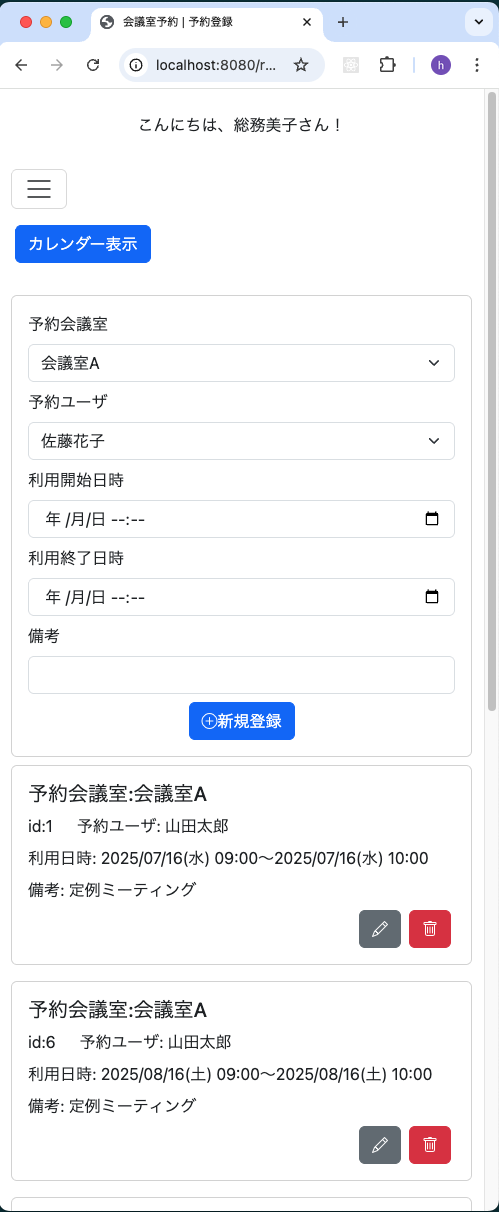 会議室予約 | 予約登録
localhost:8080/r...
h
こんにちは、総務美子さん！
カレンダー表示
予約会議室
会議室A
予約ユーザ
佐藤花子
利用開始日時
年 /月/日 --:--
利用終了日時
年 /月/日 --:--
備考
新規登録
予約会議室:会議室A
id:1 予約ユーザ: 山田太郎
利用日時: 2025/07/16(水) 09:00〜2025/07/16(水) 10:00
備考: 定例ミーティング
予約会議室:会議室A
id:6 予約ユーザ: 山田太郎
利用日時: 2025/08/16(土) 09:00〜2025/08/16(土) 10:00
備考: 定例ミーティング